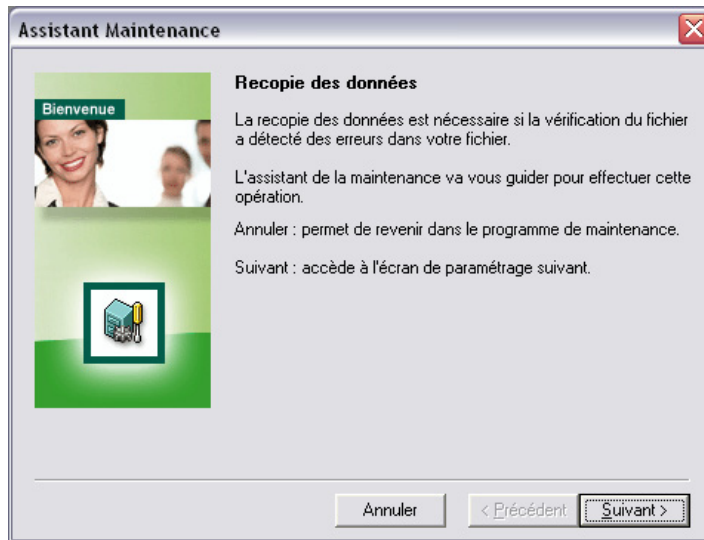 Assistant Maintenance
Bienvenue
Recopie des données
La recopie des données est nécessaire si la vérification du fichier
a détecté des erreurs dans votre fichier.
L'assistant de la maintenance va vous guider pour effectuer cette
opération.
Annuler : permet de revenir dans le programme de maintenance.
Suivant : accède à l'écran de paramétrage suivant.
Annuler
< Précédent
Suivant >